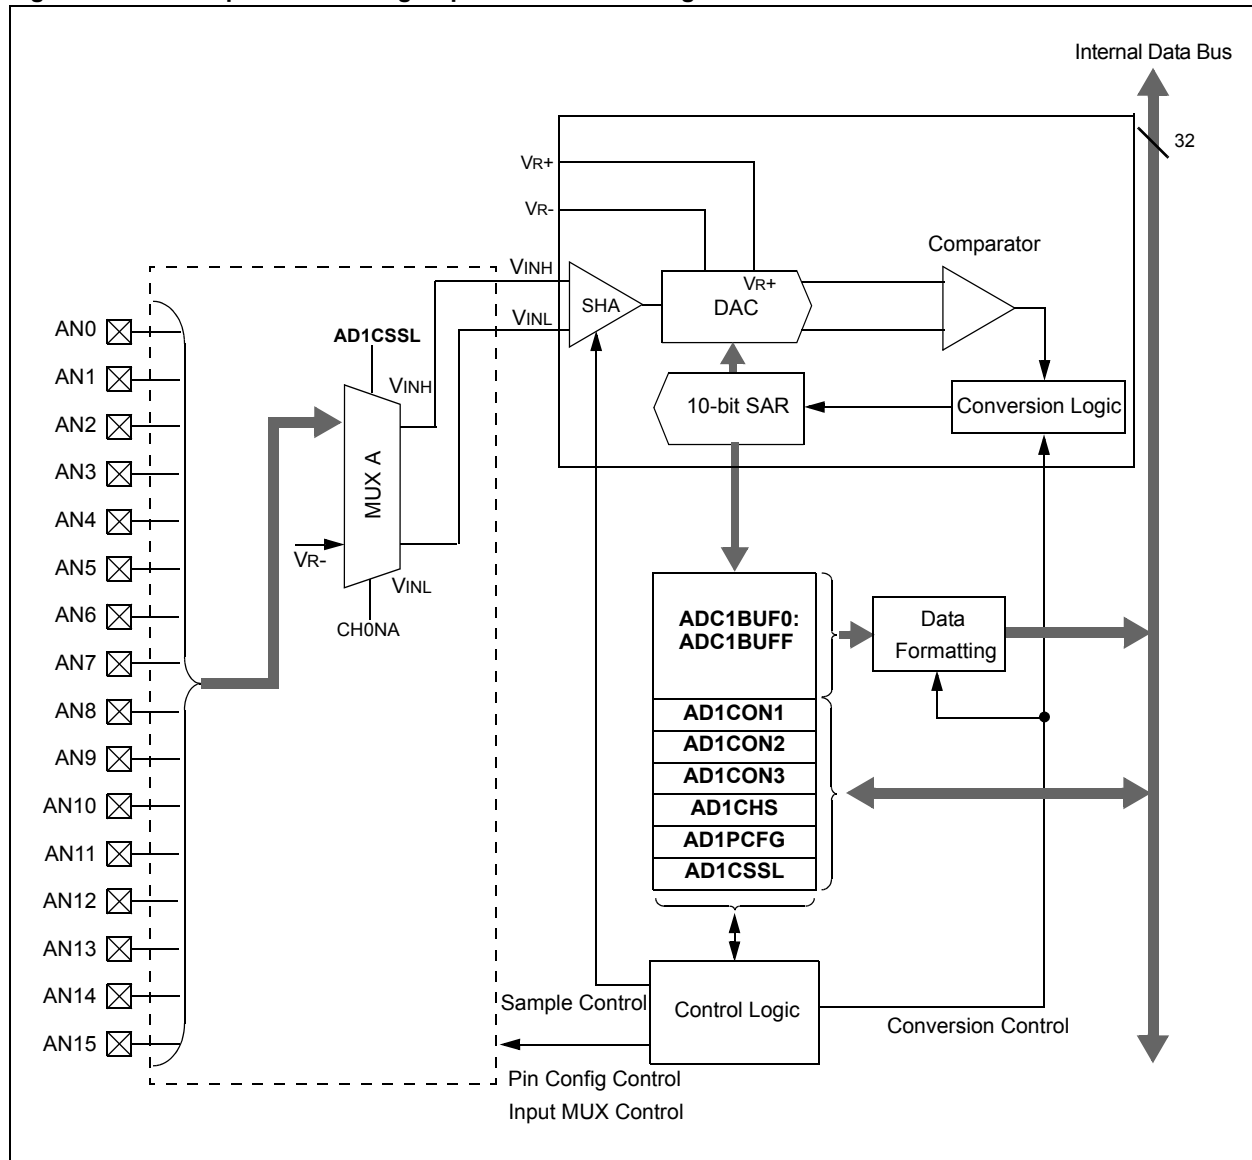 Internal Data Bus
32
VR+
VR-
Comparator
VINH
VR+
SHA
DAC
VINL
AN0
AD1CSSL
AN1
VINH
10-bit SAR
Conversion Logic
AN2
AN3
MUX A
AN4
AN5
VR-
VINL
AN6
CH0NA
ADC1BUF0:
ADC1BUFF
Data
Formatting
AN7
AN8
AD1CON1
AD1CON2
AN9
AD1CON3
AN10
AD1CHS
AD1PCFG
AN11
AD1CSSL
AN12
AN13
AN14
Sample Control
Control Logic
Conversion Control
AN15
Pin Config Control
Input MUX Control